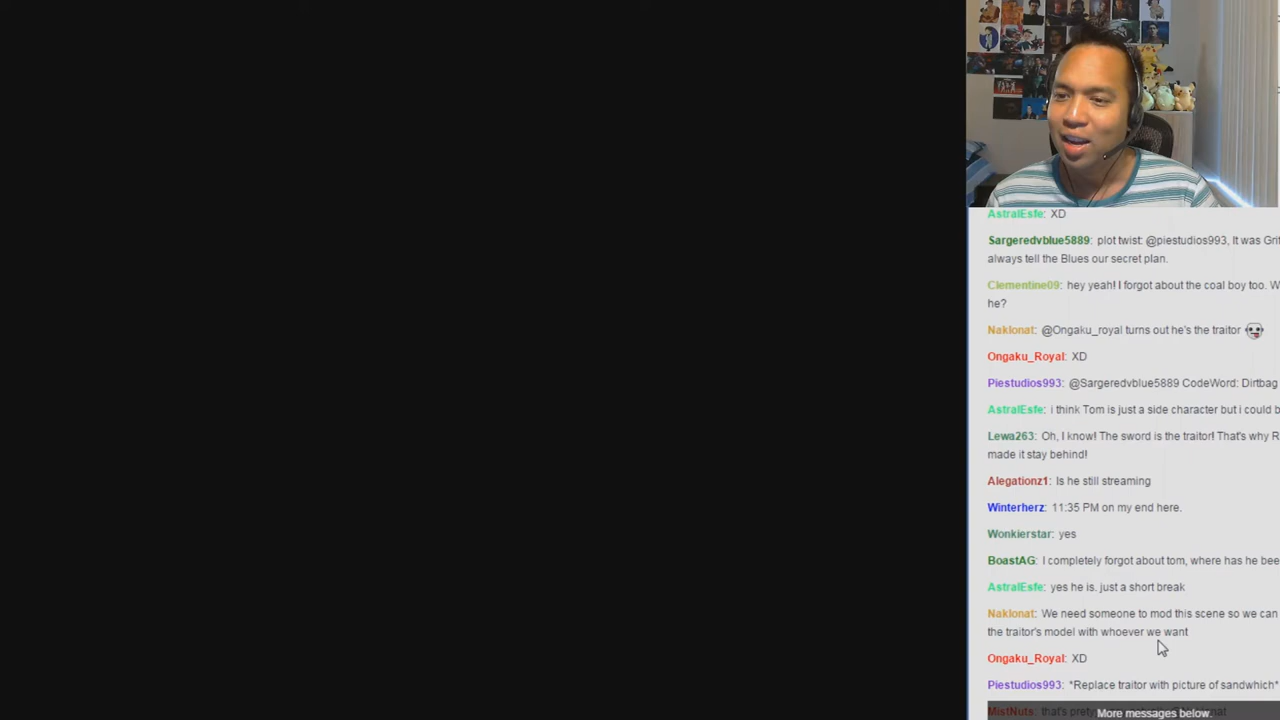 AstralEsfe: XD
Sargeredvblue5889: plot twist: @piestudios993, It was Grif
always tell the Blues our secret plan.
Clementine09: hey yeah! I forgot about the coal boy too. W
he?
Naklonat: @Ongaku_royal turns out he's the traitor
Ongaku_Royal: XD
Piestudios993: @Sargeredvblue5889 CodeWord: Dirtbag
AstralEsfe: i think Tom is just a side character but i could b
Lewa263: Oh, I know! The sword is the traitor! That's why R
made it stay behind!
Alegationz1: Is he still streaming
Winterherz: 11:35 PM on my end here.
Wonkierstar: yes
BoastAG: I completely forgot about tom, where has he bee
AstralEsfe: yes he is, just a short break
Naklonat: We need someone to mod this scene so we can
the traitor's model with whoever we want
Ongaku_Royal: XD
Piestudios993: *Replace traitor with picture of sandwhich*
MistNuts: that's
More messages below.